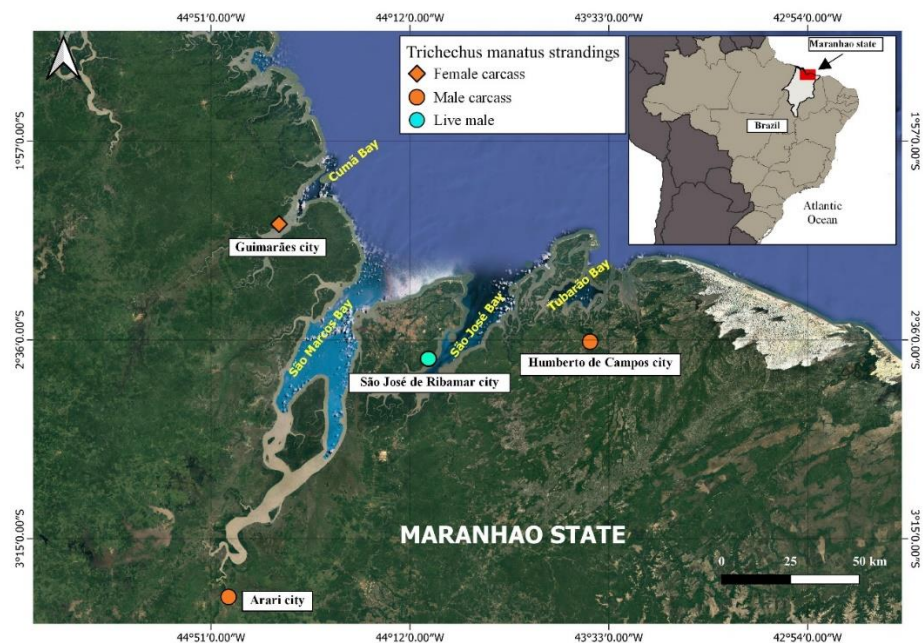 44°51'0.00"W
44°12'0.00"W
43°33'0.00"W
42°54'0.00"W
Trichechus manatus strandings
Female carcass
Male carcass
Live male
Maranhao state
Brazil
Atlantic
Ocean
1°57'0.00"S
1°57'0.00"S
Cumã Bay
Guimarães city
São Marcos Bay
São José Bay
Tubarão Bay
2°36'0.00"S
2°36'0.00"S
São José de Ribamar city
Humberto de Campos city
MARANHAO STATE
3°15'0.00"S
3°15'0.00"S
Arari city
0
25
50 km
44°51'0.00"W
44°12'0.00"W
43°33'0.00"W
42°54'0.00"W